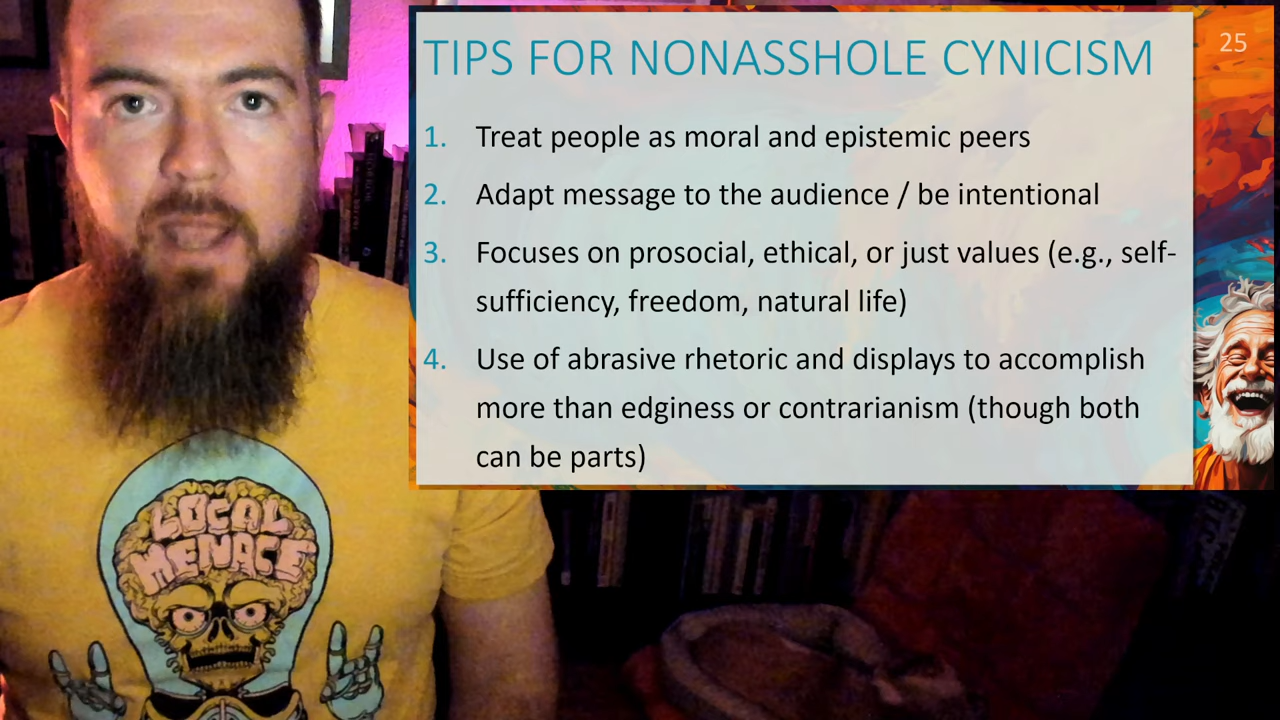 TIPS FOR NONASSHOLE CYNICISM
25
1. Treat people as moral and epistemic peers
2. Adapt message to the audience / be intentional
3. Focuses on prosocial, ethical, or just values (e.g., self-
sufficiency, freedom, natural life)
4. Use of abrasive rhetoric and displays to accomplish
more than edginess or contrarianism (though both
can be parts)
LOCAL
MENACE